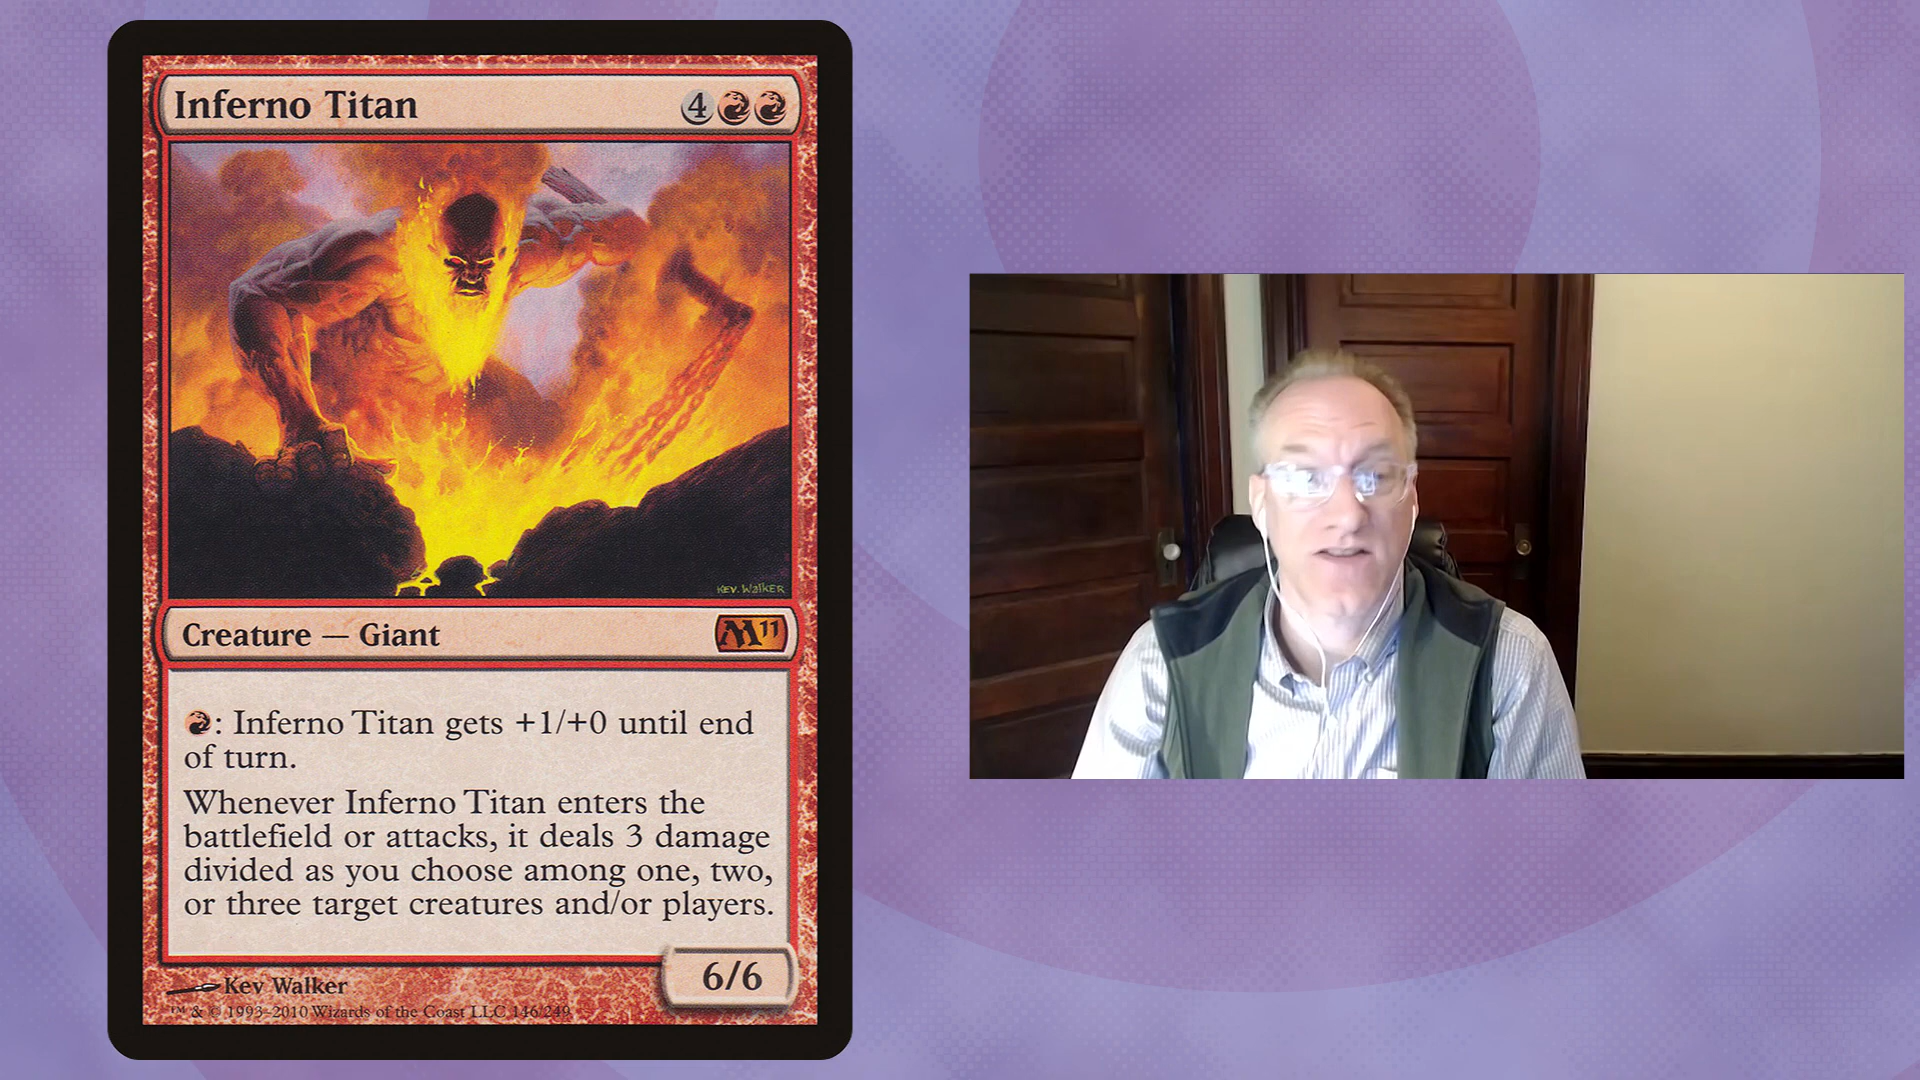 Inferno Titan 4
KEV. WALKER
Creature — Giant M11
: Inferno Titan gets +1/+0 until end
of turn.
Whenever Inferno Titan enters the
battlefield or attacks, it deals 3 damage
divided as you choose among one, two,
or three target creatures and/or players.
6/6
Kev Walker
™ & © 1993–2010 Wizards of the Coast LLC 146/249